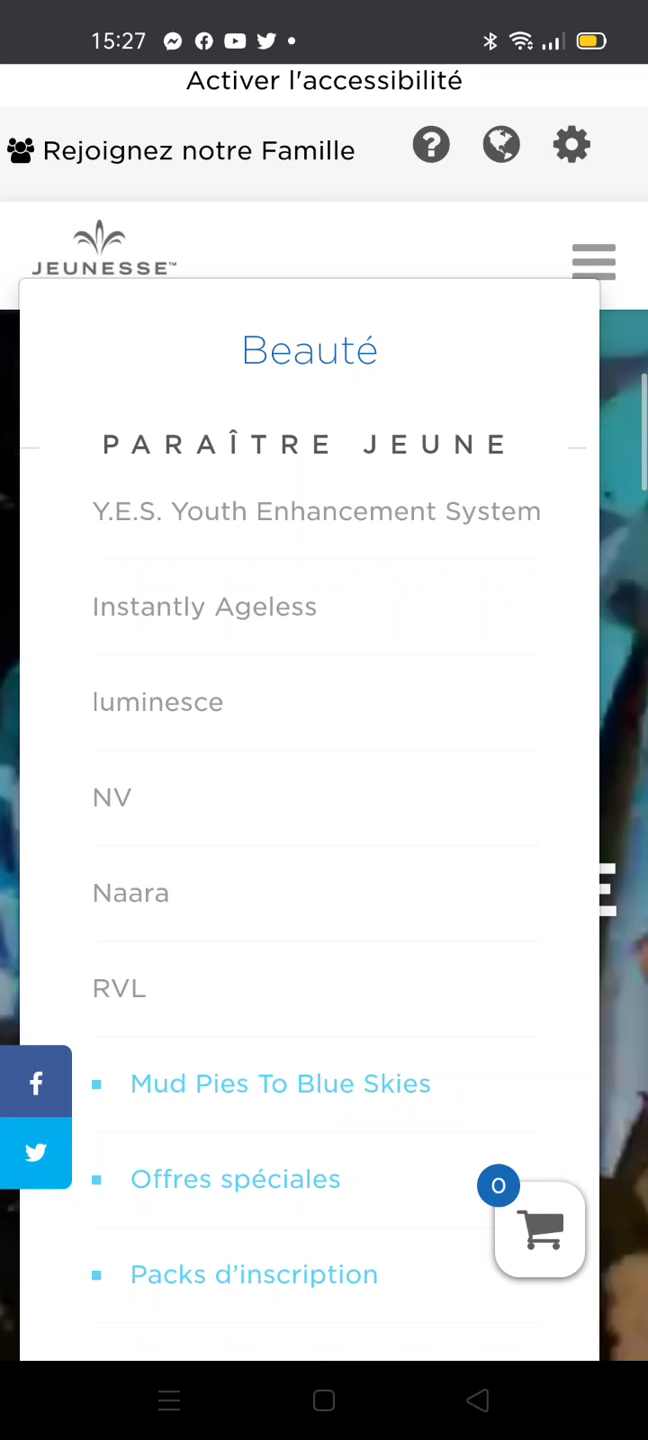 15:27
Activer l'accessibilité
Rejoignez notre Famille
JEUNESSE™
Beauté
PARAÎTRE JEUNE
Y.E.S. Youth Enhancement System
Instantly Ageless
luminesce
NV
Naara
E
RVL
Mud Pies To Blue Skies
Offres spéciales
0
Packs d’inscription